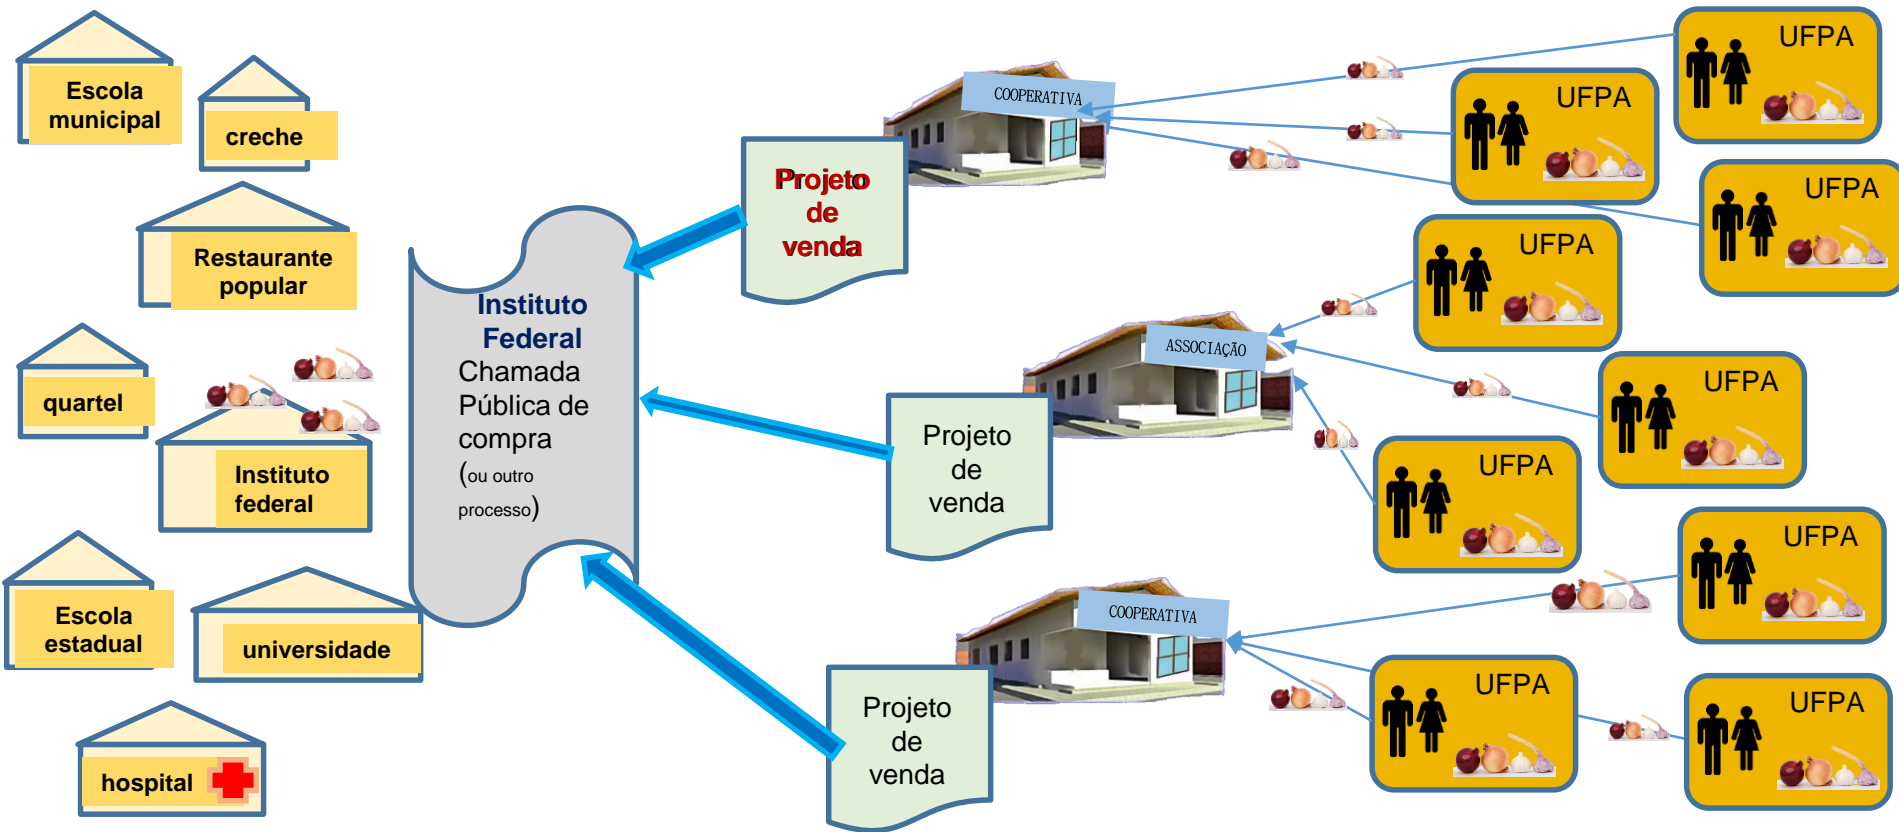 Escola
municipal
creche
Restaurante
popular
quartel
Instituto
federal
Escola
estadual
universidade
hospital
Instituto
Federal
Chamada
Pública de
compra
(ou outro
processo)
Projeto
de
venda
COOPERATIVA
UFPA
UFPA
UFPA
Projeto
de
venda
ASSOCIAÇÃO
UFPA
UFPA
UFPA
Projeto
de
venda
COOPERATIVA
UFPA
UFPA
UFPA